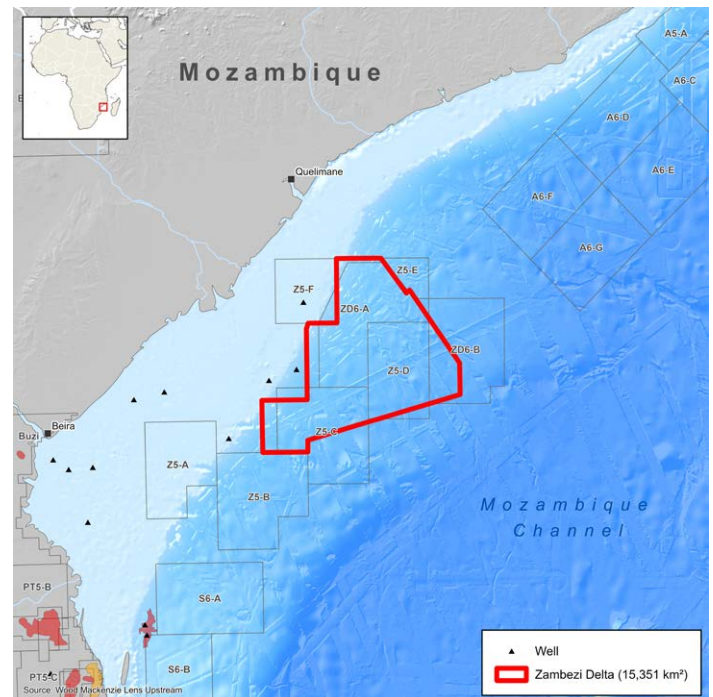 Mozambique
A5-A
A6-C
A6-D
A6-E
Quelimane
A6-F
A6-G
Z5-E
Z5-F
ZD6-A
ZD6-B
Z5-D
Beira
Buzi
Z5-C
Z5-A
Z5-B
Mozambique
Channel
PT5-B
S6-A
S6-B
PT5-C
Source: Wood Mackenzie Lens Upstream
Well
Zambezi Delta (15,351 km²)